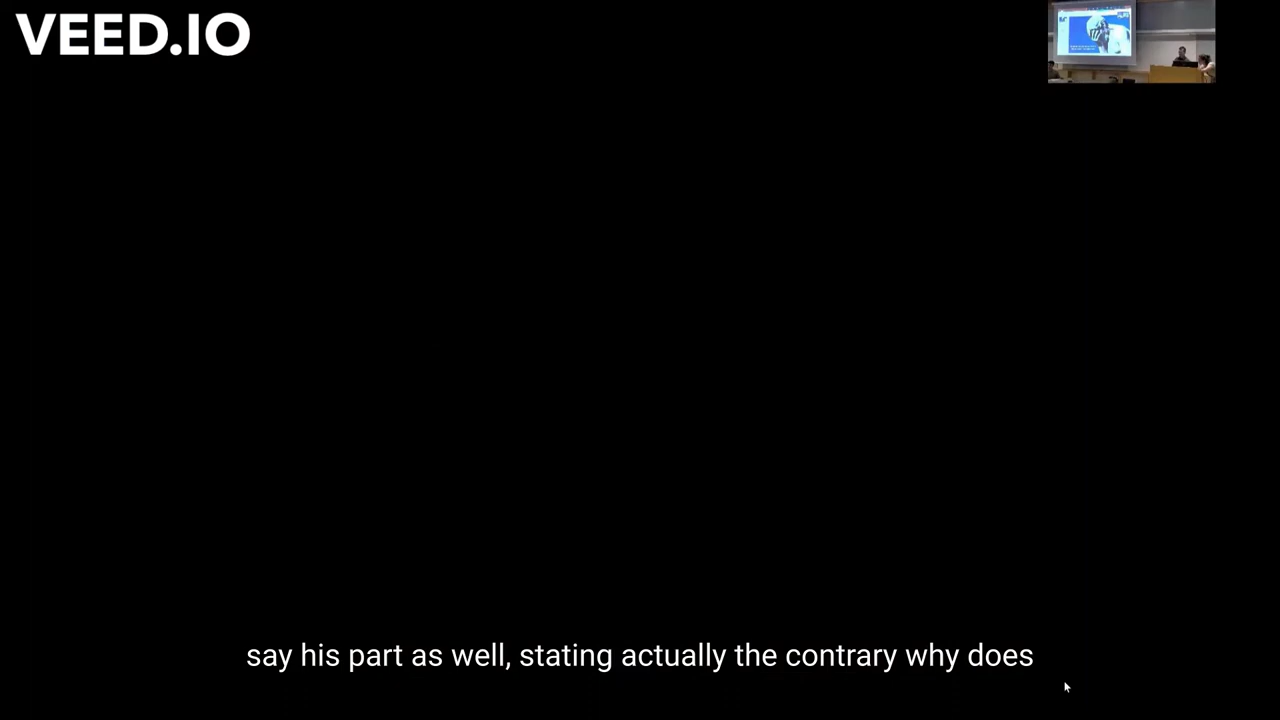 VEED.IO
say his part as well, stating actually the contrary why does